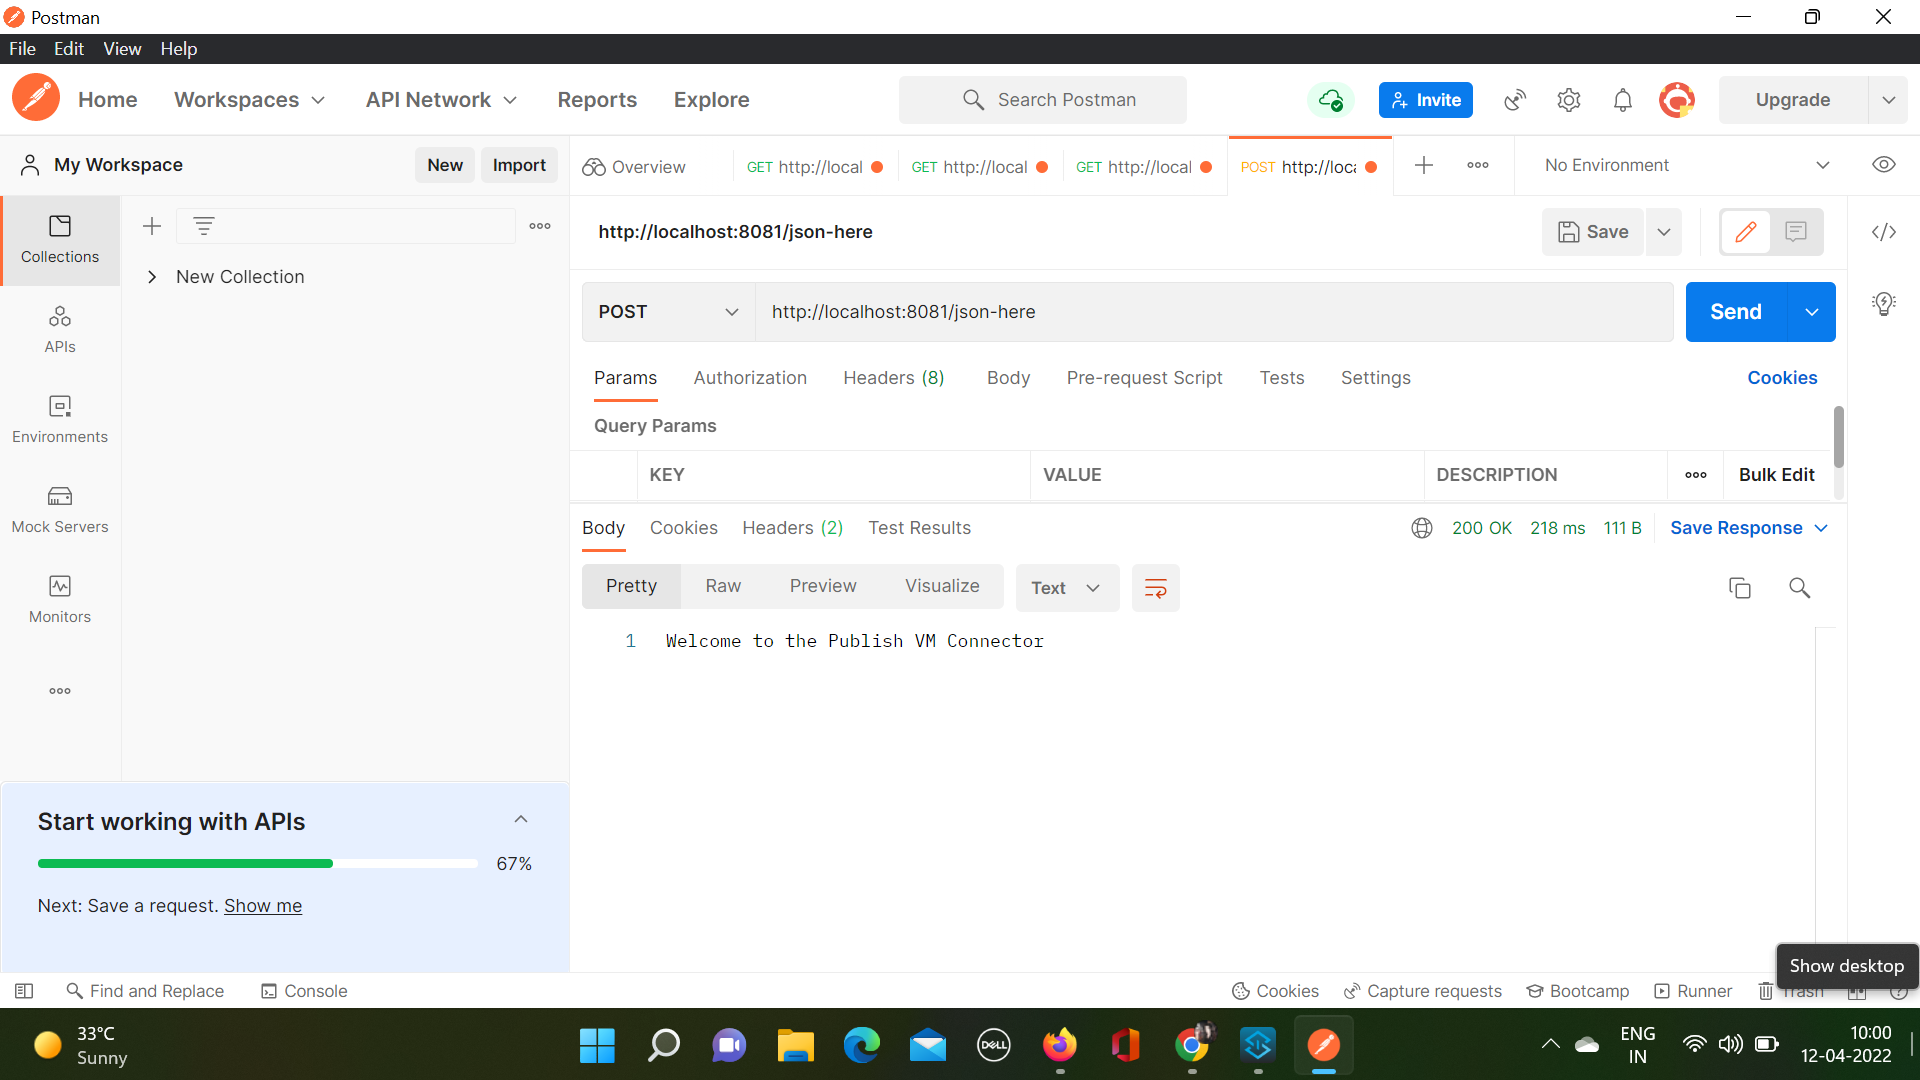 Postman
File Edit View Help
Home Workspaces API Network Reports Explore Search Postman Invite Upgrade
My Workspace New Import Overview GET http://local GET http://local GET http://local POST http://loc No Environment
http://localhost:8081/json-here Save
Collections
New Collection
POST http://localhost:8081/json-here Send
APIs
Params Authorization Headers (8) Body Pre-request Script Tests Settings Cookies
Query Params
Environments
KEY VALUE DESCRIPTION Bulk Edit
Mock Servers
Body Cookies Headers (2) Test Results 200 OK 218 ms 111 B Save Response
Pretty Raw Preview Visualize Text
Monitors
1 Welcome to the Publish VM Connector
Start working with APIs
67%
Next: Save a request. Show me
Show desktop
Find and Replace Console Cookies Capture requests Bootcamp Runner Trash
33°C
Sunny
DELL
ENG
IN
10:00
12-04-2022